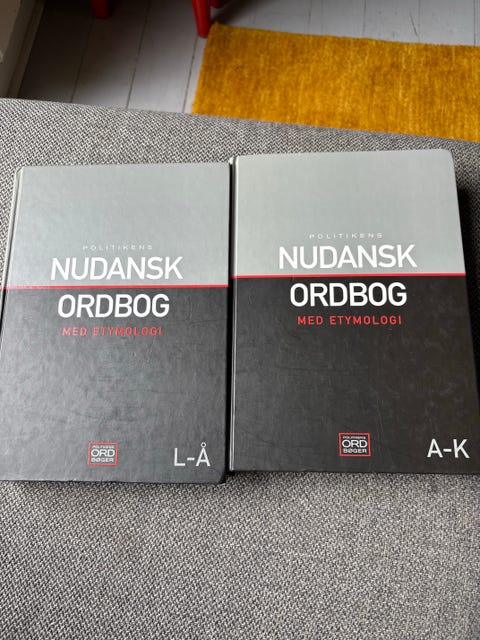 POLITIKENS
NUDANSK
ORDBOG
MED ETYMOLOGI
POLITIKENS
ORD
BØGER
L-Å
POLITIKENS
NUDANSK
ORDBOG
MED ETYMOLOGI
POLITIKENS
ORD
BØGER
A-K